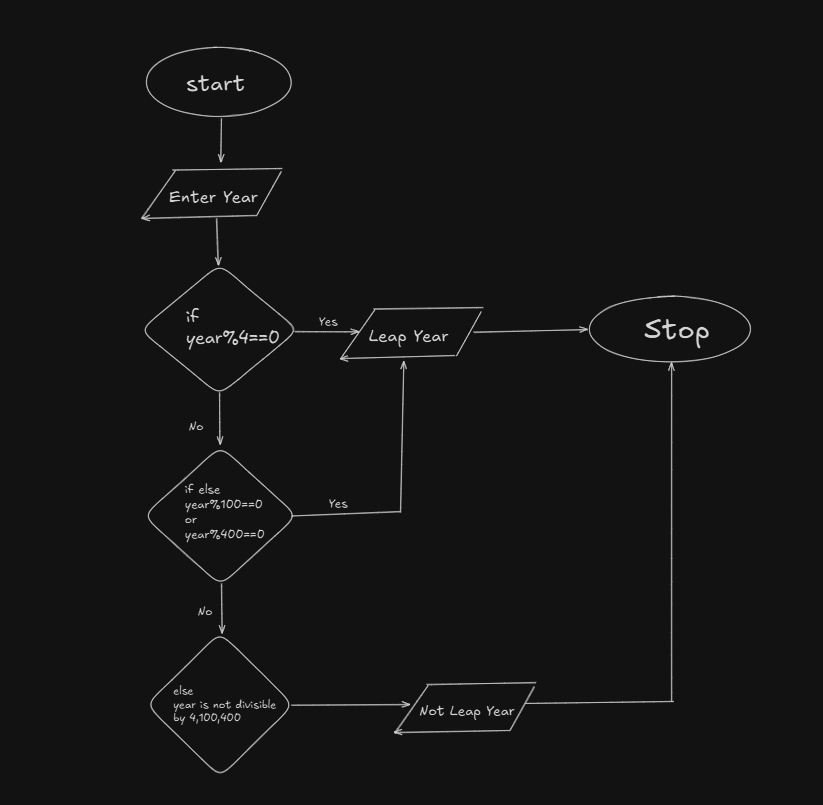 start
Enter Year
if
year%4==0
Yes
Leap Year
Stop
No
if else
year%100==0
or
year%400==0
Yes
No
else
year is not divisible
by 4,100,400
Not Leap Year